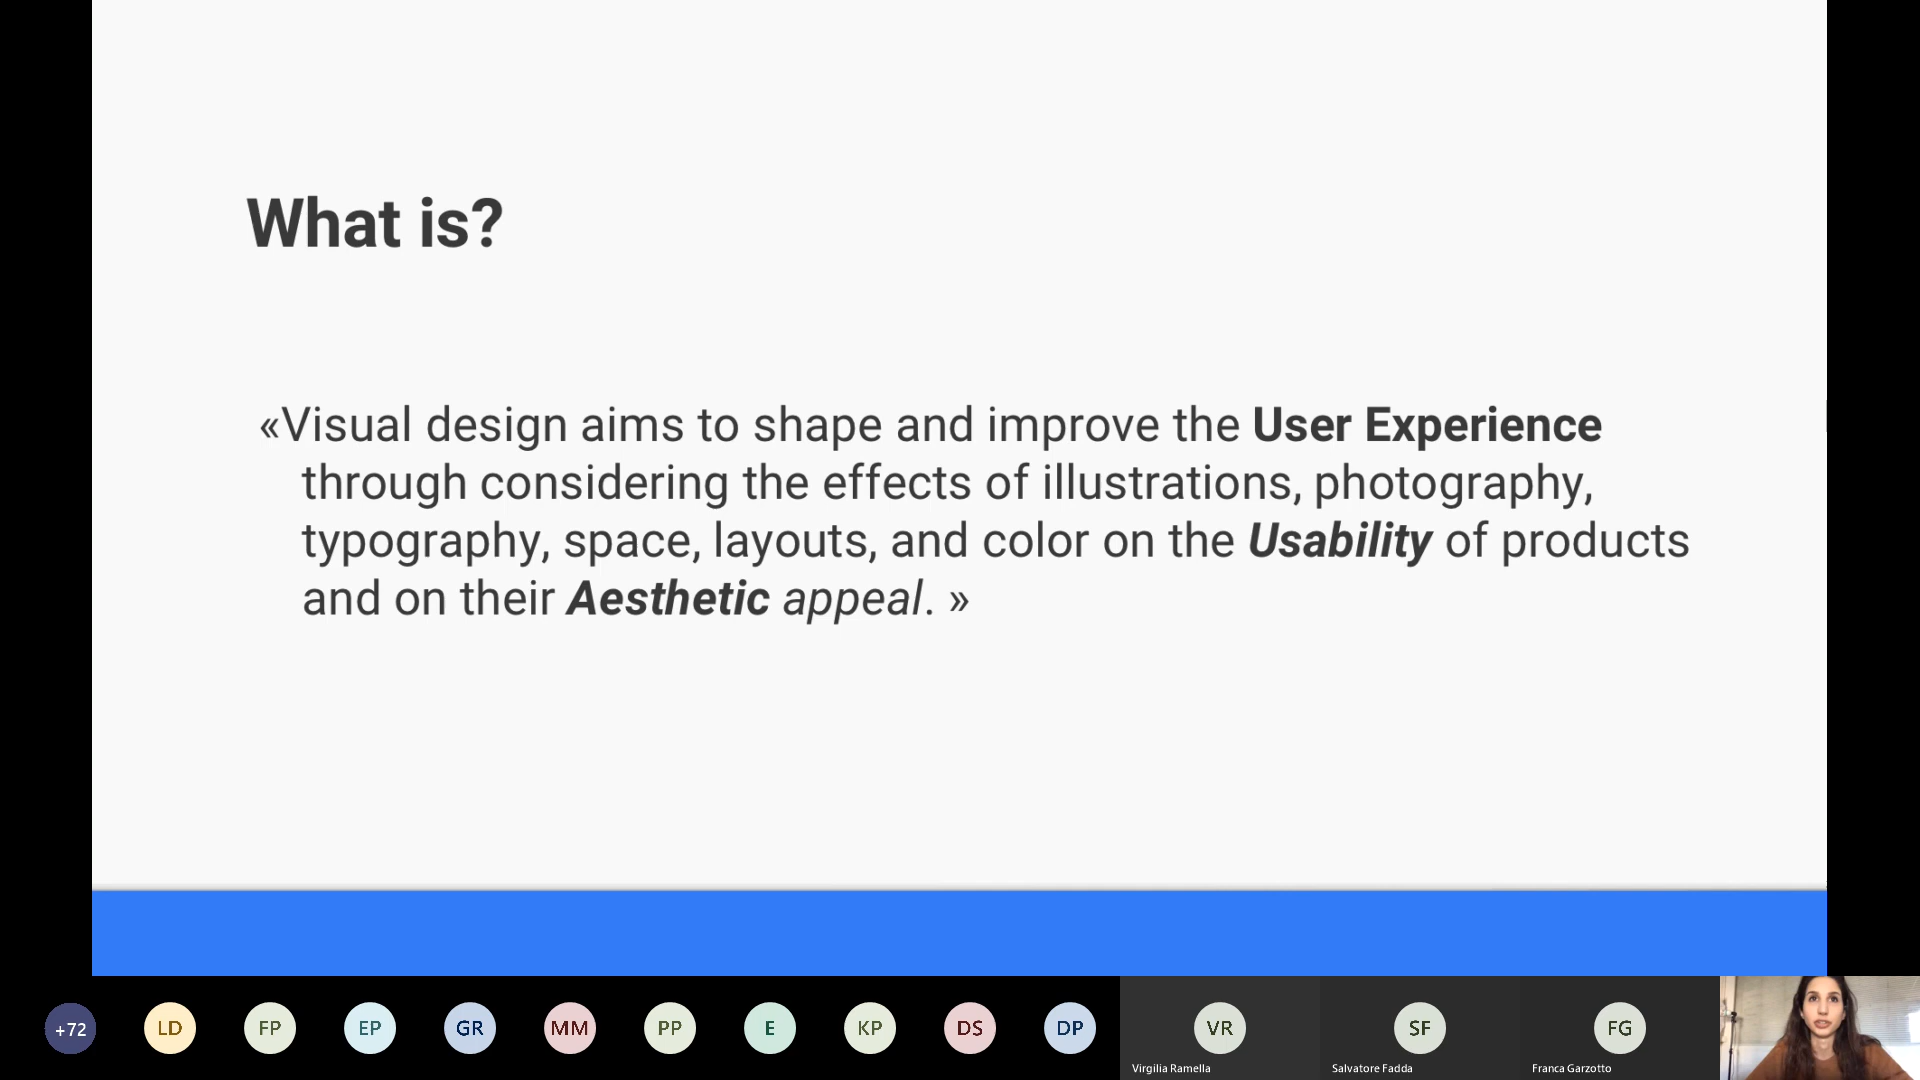 What is?
«Visual design aims to shape and improve the User Experience
through considering the effects of illustrations, photography,
typography, space, layouts, and color on the Usability of products
and on their Aesthetic appeal. »
+72
LD
FP
EP
GR
MM
PP
E
KP
DS
DP
VR
SF
FG
Virgilia Ramella
Salvatore Fadda
Franca Garzotto